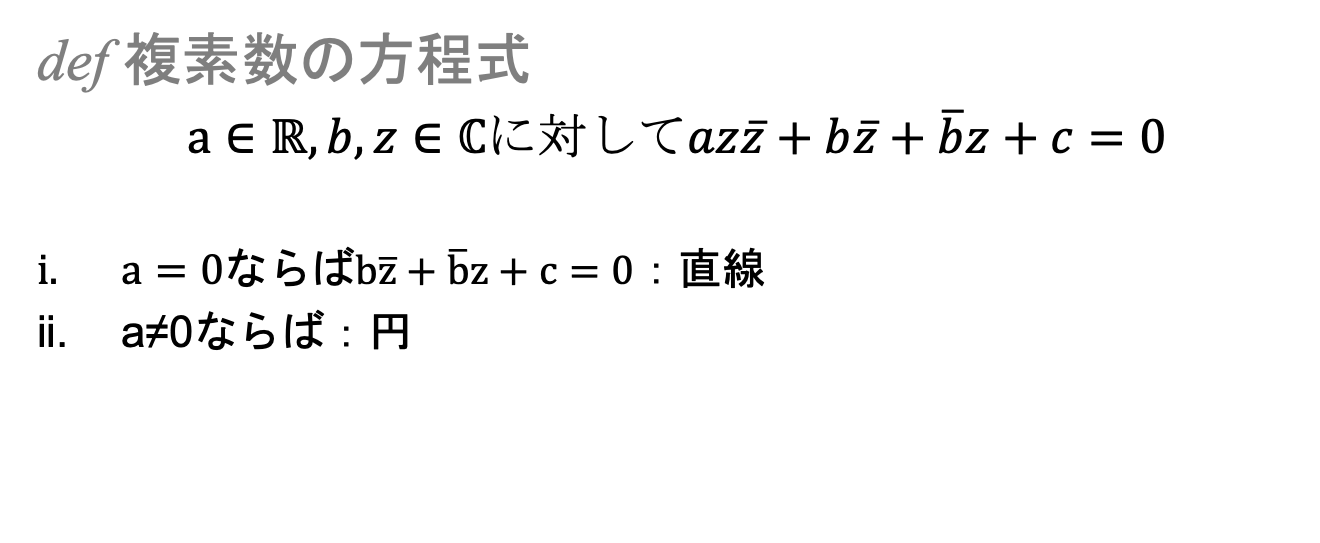 def 複素数の方程式
a ∈ ℝ, b, z ∈ ℂに対してazz̄ + bz̄ + b̄z + c = 0
i. a = 0ならばbz̄ + b̄z + c = 0：直線
ii. a≠0ならば：円